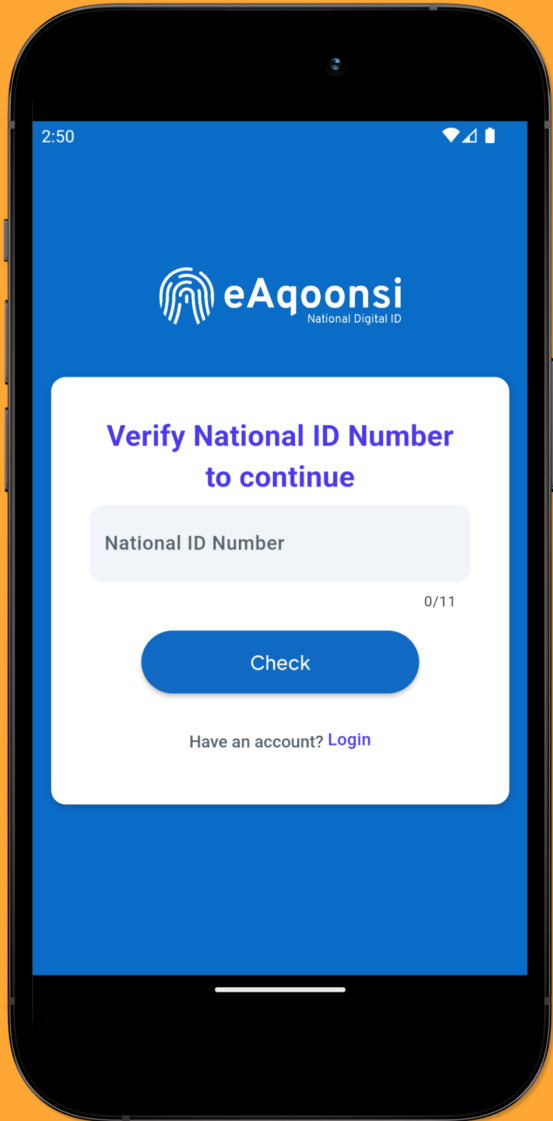 2:50
eAqoonsi
National Digital ID
Verify National ID Number
to continue
National ID Number
0/11
Check
Have an account? Login